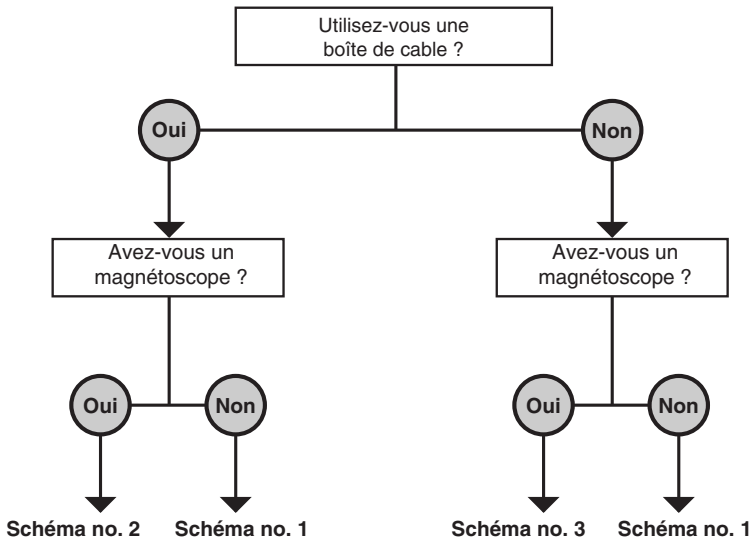 Utilisez-vous une
boîte de cable ?
Oui
Non
Avez-vous un
magnétoscope ?
Avez-vous un
magnétoscope ?
Oui
Non
Oui
Non
Schéma no. 2
Schéma no. 1
Schéma no. 3
Schéma no. 1